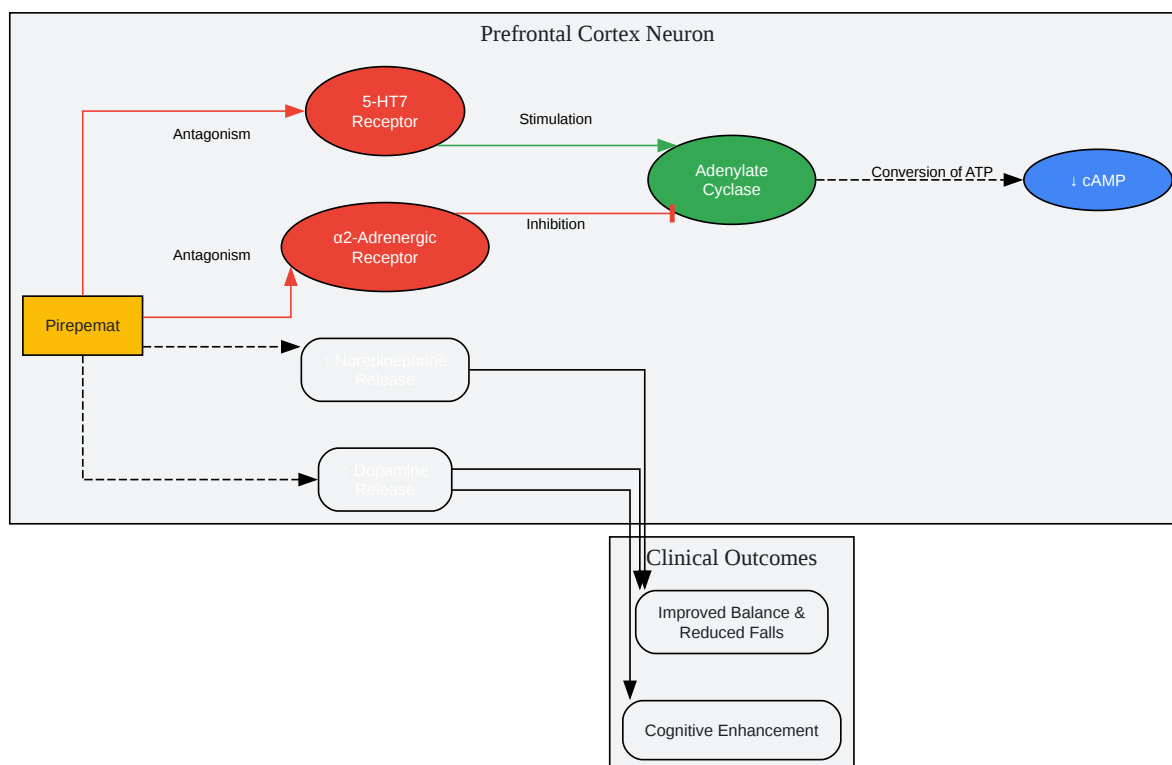 Prefrontal Cortex Neuron
5-HT7
Receptor
Antagonism
Stimulation
Adenylate
Cyclase
Conversion of ATP
↓ cAMP
α2-Adrenergic
Receptor
Inhibition
Antagonism
Pirepemat
↑ Norepinephrine
Release
↑ Dopamine
Release
Clinical Outcomes
Improved Balance &
Reduced Falls
Cognitive Enhancement